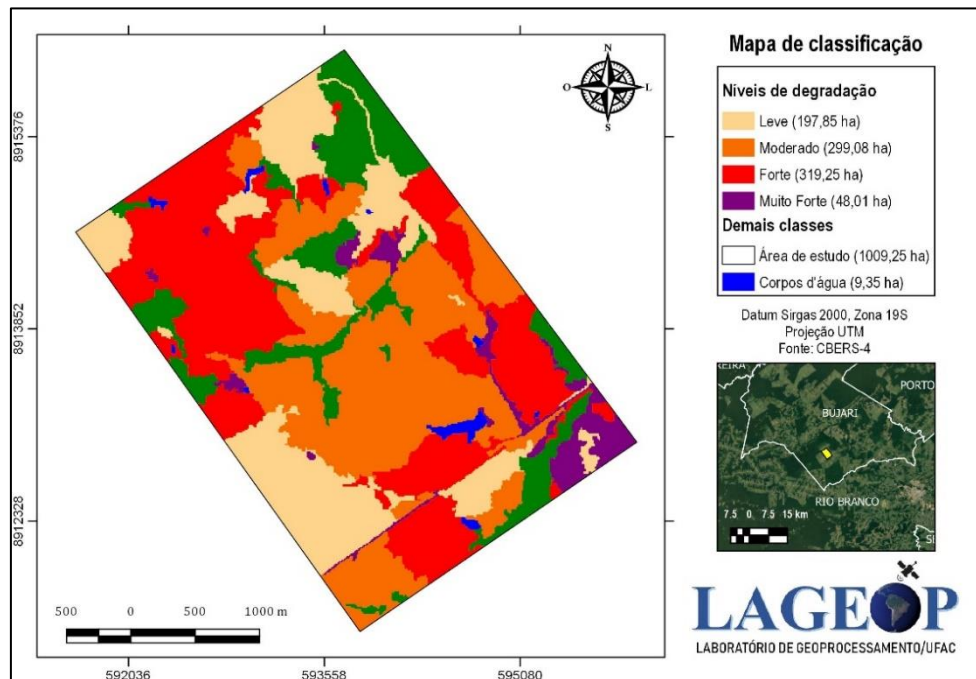 Mapa de classificação
Níveis de degradação
Leve (197,85 ha)
Moderado (299,08 ha)
Forte (319,25 ha)
Muito Forte (48,01 ha)
Demais classes
Área de estudo (1009,25 ha)
Corpos d'água (9,35 ha)
Datum Sirgas 2000, Zona 19S
Projeção UTM
Fonte: CBERS-4
REIRA
PORTO
BUJARI
RIO BRANCO
7.5 0 7.5 15 km
SI
LAGEOP
LABORATÓRIO DE GEOPROCESSAMENTO/UFAC
N
O L
S
8915376
8913852
8912328
500 0 500 1000 m
592036 593558 595080